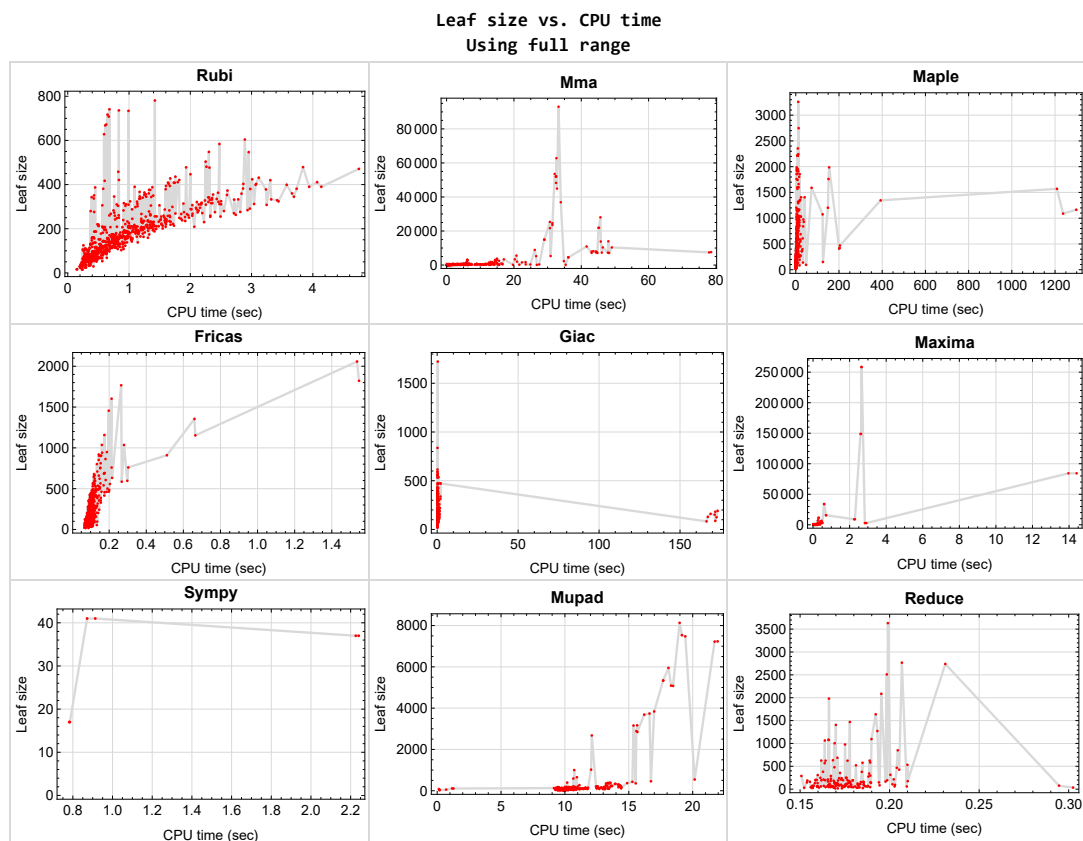 Leaf size vs. CPU time
Using full range
Rubi
Leaf size
800
600
400
200
0
0 1 2 3 4
CPU time (sec)
Mma
Leaf size
80 000
60 000
40 000
20 000
0
0 20 40 60 80
CPU time (sec)
Maple
Leaf size
3000
2500
2000
1500
1000
500
0
0 200 400 600 800 1000 1200
CPU time (sec)
Fricas
Leaf size
2000
1500
1000
500
0
0.2 0.4 0.6 0.8 1.0 1.2 1.4
CPU time (sec)
Giac
Leaf size
1500
1000
500
0
0 50 100 150
CPU time (sec)
Maxima
Leaf size
250 000
200 000
150 000
100 000
50 000
0
0 2 4 6 8 10 12 14
CPU time (sec)
Sympy
Leaf size
40
30
20
10
0
0.8 1.0 1.2 1.4 1.6 1.8 2.0 2.2
CPU time (sec)
Mupad
Leaf size
8000
6000
4000
2000
0
0 5 10 15 20
CPU time (sec)
Reduce
Leaf size
3500
3000
2500
2000
1500
1000
500
0
0.15 0.20 0.25 0.30
CPU time (sec)